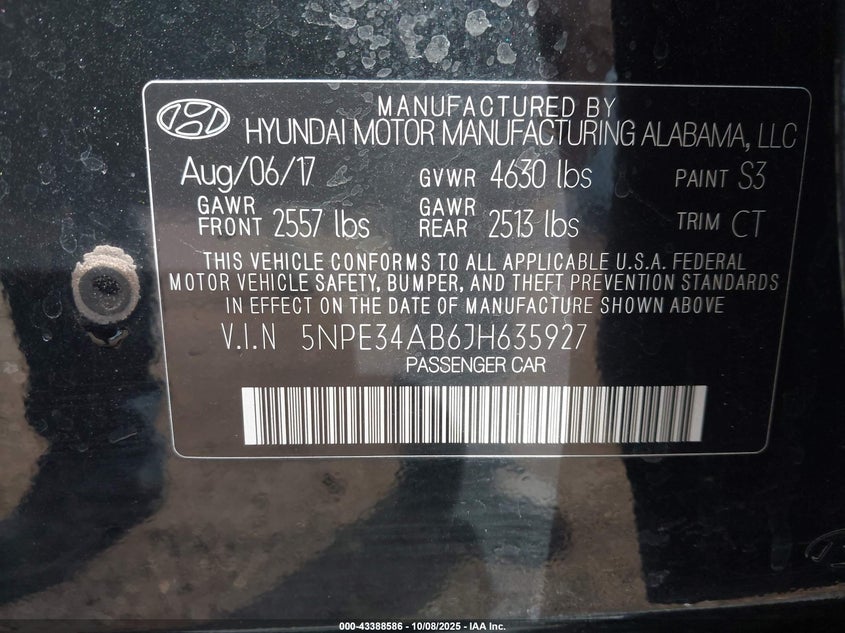 MANUFACTURED BY
HYUNDAI MOTOR MANUFACTURING ALABAMA, LLC
Aug/06/17 GVWR 4630 lbs PAINT S3
GAWR FRONT 2557 lbs GAWR REAR 2513 lbs TRIM CT
THIS VEHICLE CONFORMS TO ALL APPLICABLE U.S.A. FEDERAL
MOTOR VEHICLE SAFETY, BUMPER, AND THEFT PREVENTION STANDARDS
IN EFFECT ON THE DATE OF MANUFACTURE SHOWN ABOVE
V.I.N 5NPE34AB6JH635927
PASSENGER CAR
000-43388586 - 10/08/2025 - IAA Inc.